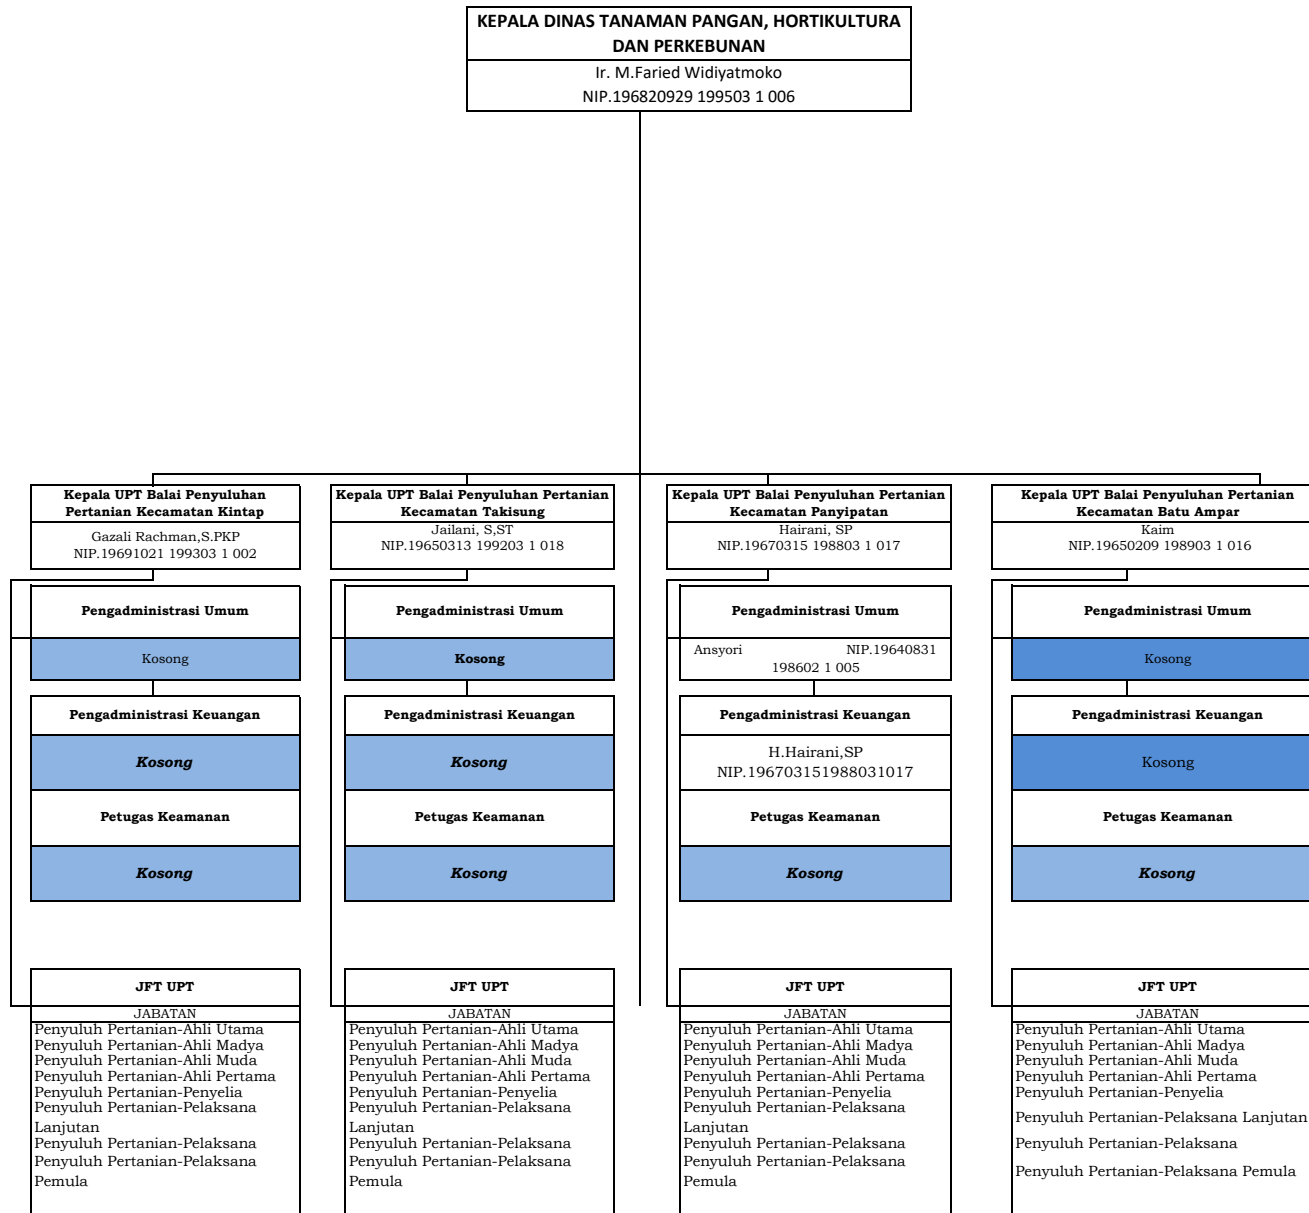 KEPALA DINAS TANAMAN PANGAN, HORTIKULTURA
DAN PERKEBUNAN
Ir. M.Faried Widiyatmoko
NIP.196820929 199503 1 006
Kepala UPT Balai Penyuluhan
Pertanian Kecamatan Kintap
Gazali Rachman,S.PKP
NIP.19691021 199303 1 002
Pengadministrasi Umum
Kosong
Pengadministrasi Keuangan
Kosong
Petugas Keamanan
Kosong
JFT UPT
JABATAN
Penyuluh Pertanian-Ahli Utama
Penyuluh Pertanian-Ahli Madya
Penyuluh Pertanian-Ahli Muda
Penyuluh Pertanian-Ahli Pertama
Penyuluh Pertanian-Penyelia
Penyuluh Pertanian-Pelaksana
Lanjutan
Penyuluh Pertanian-Pelaksana
Penyuluh Pertanian-Pelaksana
Pemula
Kepala UPT Balai Penyuluhan Pertanian
Kecamatan Takisung
Jailani, S,ST
NIP.19650313 199203 1 018
Pengadministrasi Umum
Kosong
Pengadministrasi Keuangan
Kosong
Petugas Keamanan
Kosong
JFT UPT
JABATAN
Penyuluh Pertanian-Ahli Utama
Penyuluh Pertanian-Ahli Madya
Penyuluh Pertanian-Ahli Muda
Penyuluh Pertanian-Ahli Pertama
Penyuluh Pertanian-Penyelia
Penyuluh Pertanian-Pelaksana
Lanjutan
Penyuluh Pertanian-Pelaksana
Penyuluh Pertanian-Pelaksana
Pemula
Kepala UPT Balai Penyuluhan Pertanian
Kecamatan Panyipatan
Hairani, SP
NIP.19670315 198803 1 017
Pengadministrasi Umum
Ansyori NIP.19640831
198602 1 005
Pengadministrasi Keuangan
H.Hairani,SP
NIP.196703151988031017
Petugas Keamanan
Kosong
JFT UPT
JABATAN
Penyuluh Pertanian-Ahli Utama
Penyuluh Pertanian-Ahli Madya
Penyuluh Pertanian-Ahli Muda
Penyuluh Pertanian-Ahli Pertama
Penyuluh Pertanian-Penyelia
Penyuluh Pertanian-Pelaksana
Lanjutan
Penyuluh Pertanian-Pelaksana
Penyuluh Pertanian-Pelaksana
Pemula
Kepala UPT Balai Penyuluhan Pertanian
Kecamatan Batu Ampar
Kaim
NIP.19650209 198903 1 016
Pengadministrasi Umum
Kosong
Pengadministrasi Keuangan
Kosong
Petugas Keamanan
Kosong
JFT UPT
JABATAN
Penyuluh Pertanian-Ahli Utama
Penyuluh Pertanian-Ahli Madya
Penyuluh Pertanian-Ahli Muda
Penyuluh Pertanian-Ahli Pertama
Penyuluh Pertanian-Penyelia
Penyuluh Pertanian-Pelaksana Lanjutan
Penyuluh Pertanian-Pelaksana
Penyuluh Pertanian-Pelaksana Pemula